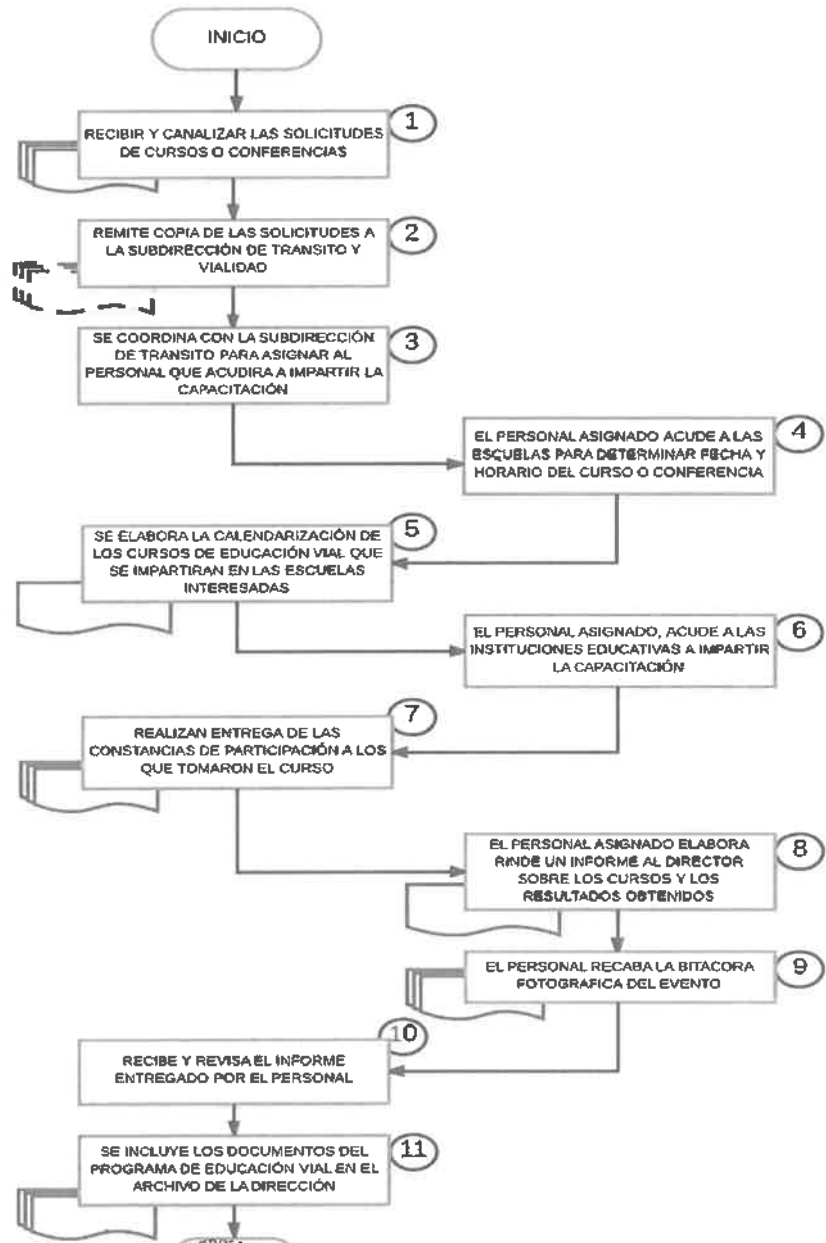 INICIO
1
RECIBIR Y CANALIZAR LAS SOLICITUDES
DE CURSOS O CONFERENCIAS
2
REMITE COPIA DE LAS SOLICITUDES A
LA SUBDIRECCIÓN DE TRANSITO Y
VIALIDAD
3
SE COORDINA CON LA SUBDIRECCIÓN
DE TRANSITO PARA ASIGNAR AL
PERSONAL QUE ACUDIRA A IMPARTIR LA
CAPACITACIÓN
4
EL PERSONAL ASIGNADO ACUDE A LAS
ESCUELAS PARA DETERMINAR FECHA Y
HORARIO DEL CURSO O CONFERENCIA
5
SE ELABORA LA CALENDARIZACIÓN DE
LOS CURSOS DE EDUCACIÓN VIAL QUE
SE IMPARTIRAN EN LAS ESCUELAS
INTERESADAS
6
EL PERSONAL ASIGNADO, ACUDE A LAS
INSTITUCIONES EDUCATIVAS A IMPARTIR
LA CAPACITACIÓN
7
REALIZAN ENTREGA DE LAS
CONSTANCIAS DE PARTICIPACIÓN A LOS
QUE TOMARON EL CURSO
8
EL PERSONAL ASIGNADO ELABORA
RINDE UN INFORME AL DIRECTOR
SOBRE LOS CURSOS Y LOS
RESULTADOS OBTENIDOS
9
EL PERSONAL RECABA LA BITÁCORA
FOTOGRAFICA DEL EVENTO
10
RECIBE Y REVISA EL INFORME
ENTREGADO POR EL PERSONAL
11
SE INCLUYE LOS DOCUMENTOS DEL
PROGRAMA DE EDUCACIÓN VIAL EN EL
ARCHIVO DE LA DIRECCIÓN